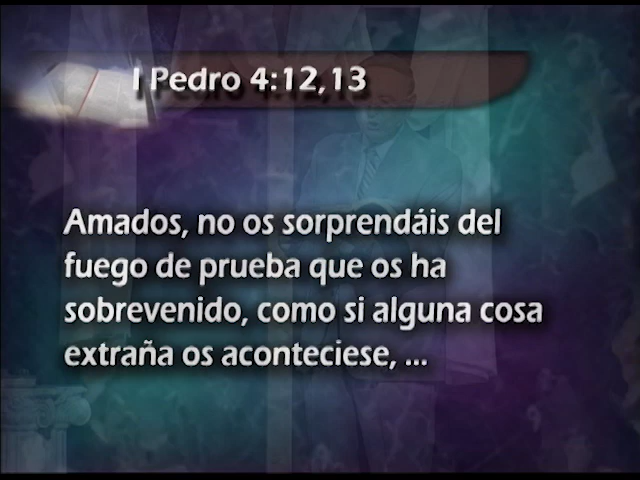 I Pedro 4:12,13
Amados, no os sorprendáis del
fuego de prueba que os ha
sobrevenido, como si alguna cosa
extraña os aconteciese, ...